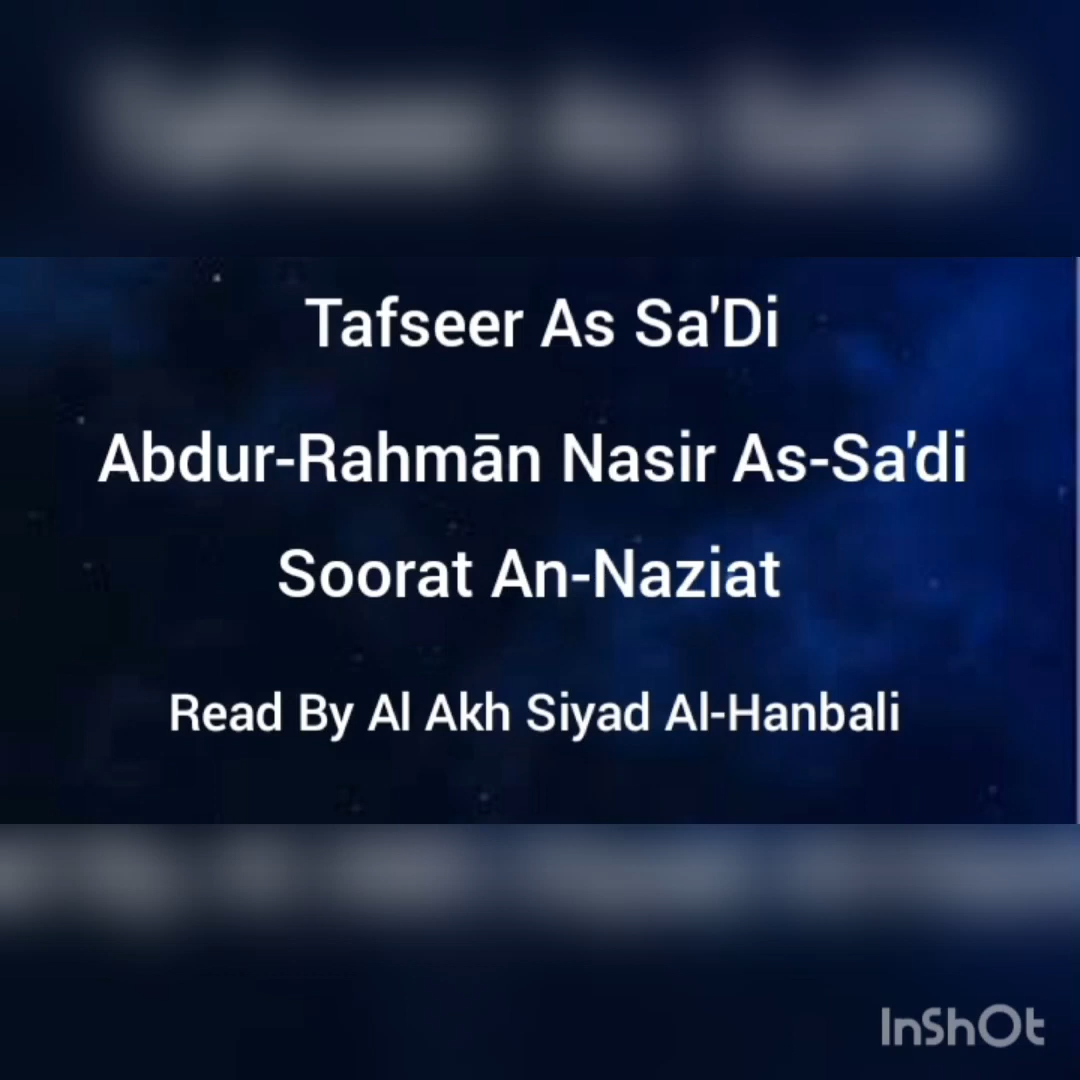 Tafseer As Sa'Di
Abdur-Rahmān Nasir As-Sa'di
Soorat An-Naziat
Read By Al Akh Siyad Al-Hanbali
InShOt